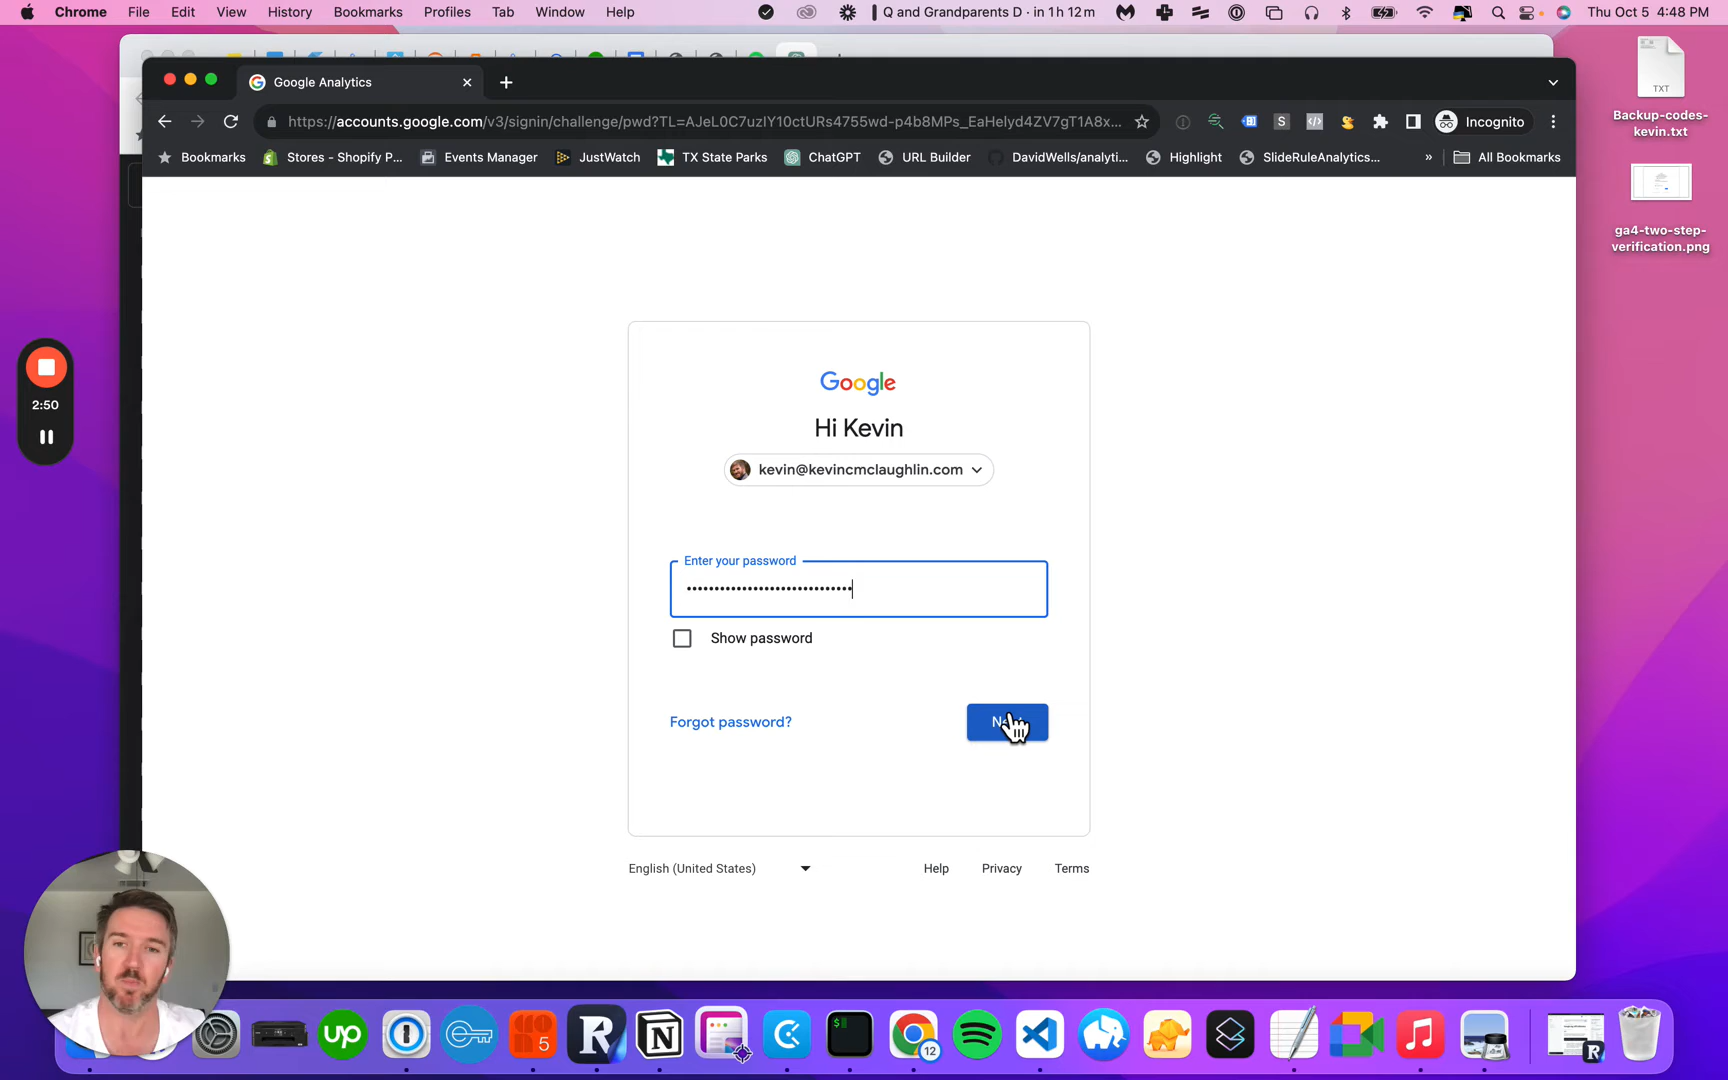 Chrome File Edit View History Bookmarks Profiles Tab Window Help Q and Grandparents D · in 1 h 12 m Thu Oct 5 4:48 PM
Google Analytics
https://accounts.google.com/v3/signin/challenge/pwd?TL=AJeL0C7uzlY10ctURs4755wd-p4b8MPs_EaHelyd4ZV7gT1A8x... S Incognito
Bookmarks Stores - Shopify P... Events Manager JustWatch TX State Parks ChatGPT URL Builder DavidWells/analyti... Highlight SlideRuleAnalytics... » All Bookmarks
TXT
Backup-codes-
kevin.txt
ga4-two-step-
verification.png
2:50
Google
Hi Kevin
kevin@kevincmclaughlin.com
Enter your password
Show password
Forgot password?
English (United States) Help Privacy Terms
up
5
R
N
$
12
R